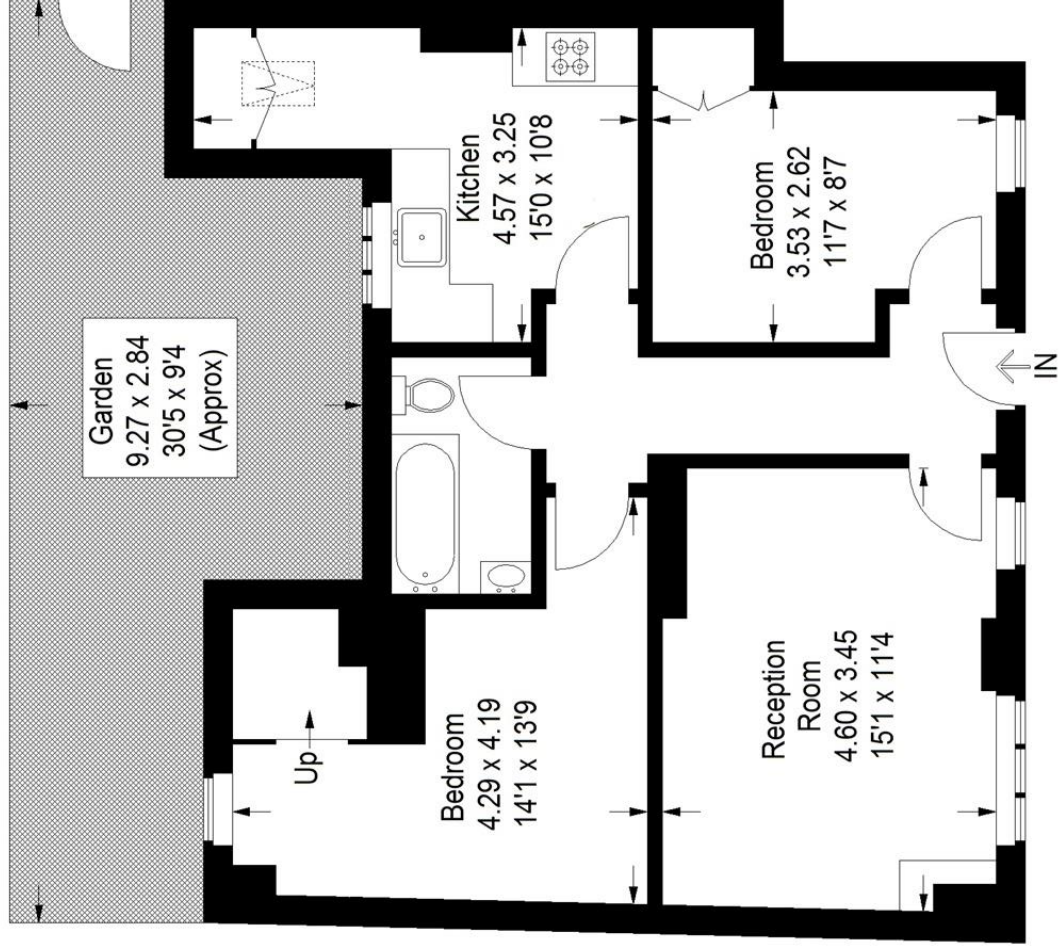 Garden
9.27 x 2.84
30'5 x 9'4
(Approx)
Kitchen
4.57 x 3.25
15'0 x 10'8
Bedroom
3.53 x 2.62
11'7 x 8'7
Up
Bedroom
4.29 x 4.19
14'1 x 13'9
Reception
Room
4.60 x 3.45
15'1 x 11'4
IN